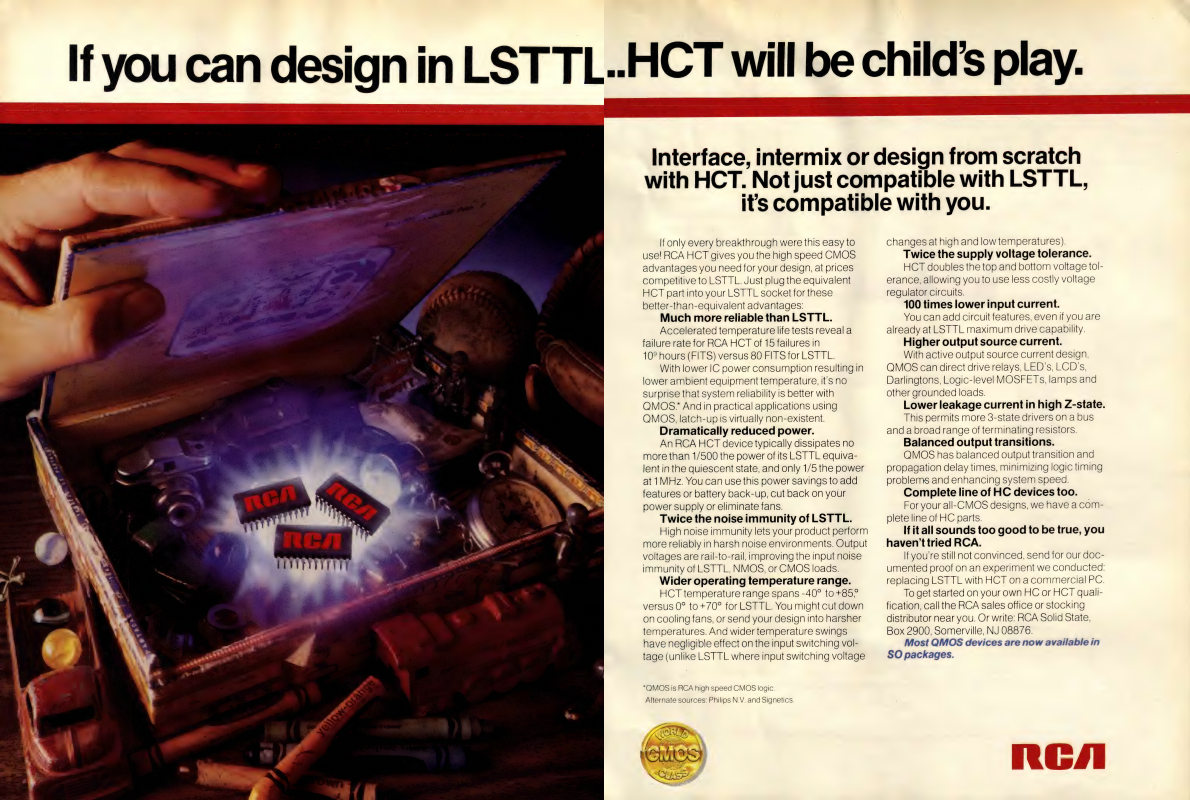 If you can design in LSTTL...HCT will be child's play.
Interface, intermix or design from scratch
with HCT. Not just compatible with LSTTL,
it's compatible with you.
If only every breakthrough were this easy to
use! RCA HCT gives you the high speed CMOS
advantages you need for your design, at prices
competitive to LSTTL. Just plug the equivalent
HCT part into your LSTTL socket for these
better-than-equivalent advantages:
Much more reliable than LSTTL.
Accelerated temperature life tests reveal a
failure rate for RCA HCT of 15 failures in
10⁹ hours (FITS) versus 80 FITS for LSTTL.
With lower IC power consumption resulting in
lower ambient equipment temperature, it's no
surprise that system reliability is better with
QMOS.* And in practical applications using
QMOS, latch-up is virtually non-existent.
Dramatically reduced power.
An RCA HCT device typically dissipates no
more than 1/500 the power of its LSTTL equiva-
lent in the quiescent state, and only 1/5 the power
at 1 MHz. You can use this power savings to add
features or battery back-up, cut back on your
power supply or eliminate fans.
Twice the noise immunity of LSTTL.
High noise immunity lets your product perform
more reliably in harsh noise environments. Output
voltages are rail-to-rail, improving the input noise
immunity of LSTTL, NMOS, or CMOS loads.
Wider operating temperature range.
HCT temperature range spans -40° to +85,°
versus 0° to +70° for LSTTL. You might cut down
on cooling fans, or send your design into harsher
temperatures. And wider temperature swings
have negligible effect on the input switching vol-
tage (unlike LSTTL where input switching voltage
changes at high and low temperatures).
Twice the supply voltage tolerance.
HCT doubles the top and bottom voltage tol-
erance, allowing you to use less costly voltage
regulator circuits.
100 times lower input current.
You can add circuit features, even if you are
already at LSTTL maximum drive capability.
Higher output source current.
With active output source current design,
QMOS can direct drive relays, LED's, LCD's,
Darlingtons, Logic-level MOSFETs, lamps and
other grounded loads.
Lower leakage current in high Z-state.
This permits more 3-state drivers on a bus
and a broad range of terminating resistors.
Balanced output transitions.
QMOS has balanced output transition and
propagation delay times, minimizing logic timing
problems and enhancing system speed.
Complete line of HC devices too.
For your all-CMOS designs, we have a com-
plete line of HC parts.
If it all sounds too good to be true, you
haven't tried RCA.
If you're still not convinced, send for our doc-
umented proof on an experiment we conducted:
replacing LSTTL with HCT on a commercial PC.
To get started on your own HC or HCT quali-
fication, call the RCA sales office or stocking
distributor near you. Or write: RCA Solid State,
Box 2900, Somerville, NJ 08876.
Most QMOS devices are now available in
SO packages.
*QMOS is RCA high speed CMOS logic.
Alternate sources: Philips N.V. and Signetics.
RCA
RCA
RCA
yellow-orange
WORLD
CMOS
CLASS
RCA